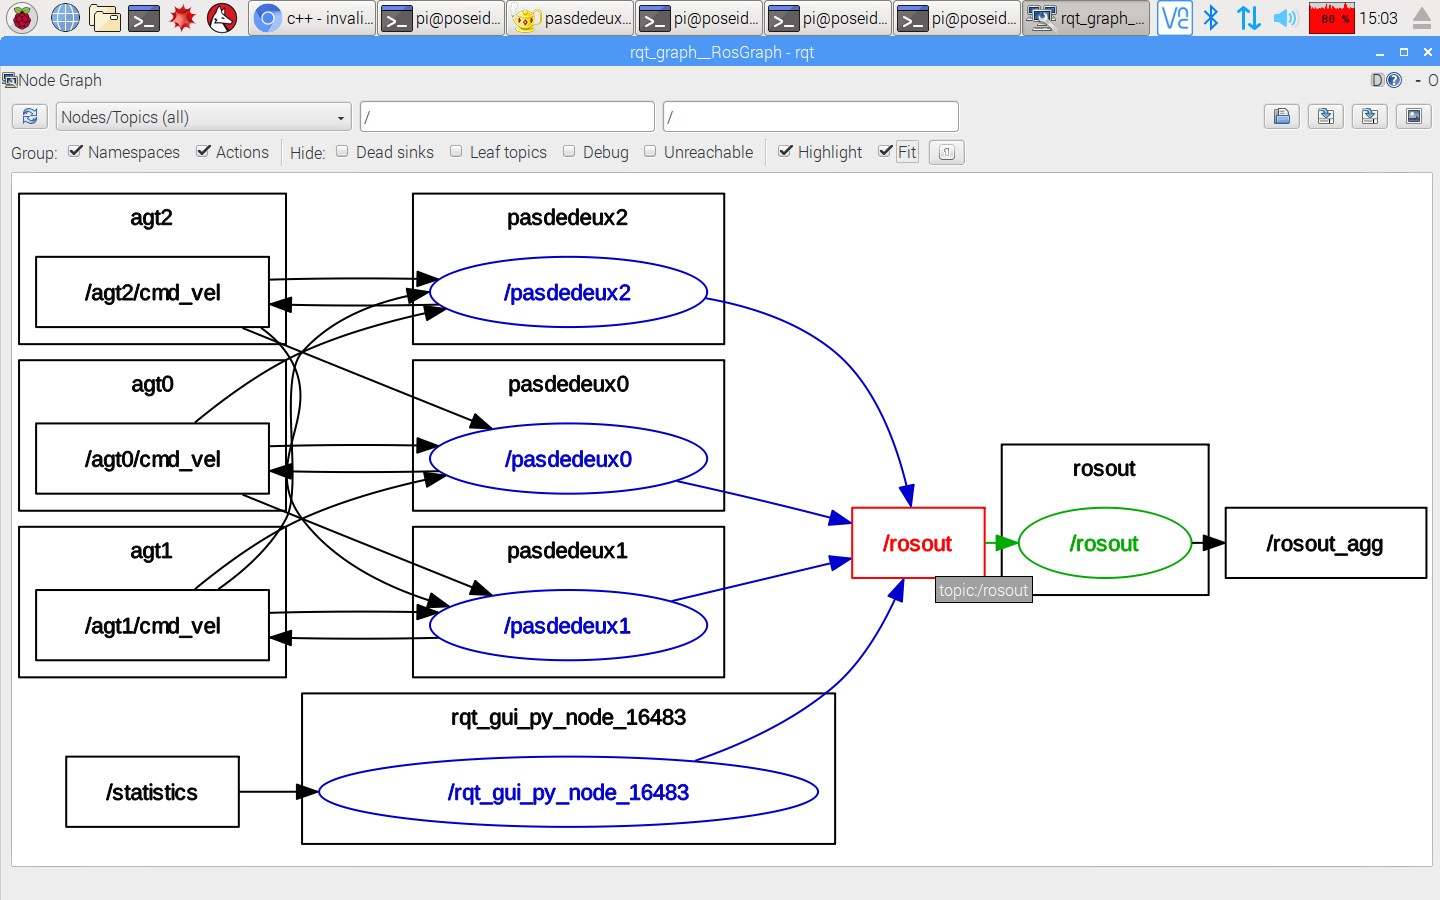 c++ - invali...
pi@poseid...
pasdedeux...
pi@poseid...
pi@poseid...
pi@poseid...
rqt_graph_...
80 %
15:03
rqt_graph__RosGraph - rqt
Node Graph
D
- O
Nodes/Topics (all)
/
/
Group: Namespaces Actions Hide: Dead sinks Leaf topics Debug Unreachable Highlight Fit
agt2
pasdedeux2
/agt2/cmd_vel
/pasdedeux2
agt0
pasdedeux0
/agt0/cmd_vel
/pasdedeux0
rosout
agt1
pasdedeux1
/rosout
/rosout
/rosout_agg
topic:/rosout
/agt1/cmd_vel
/pasdedeux1
rqt_gui_py_node_16483
/statistics
/rqt_gui_py_node_16483